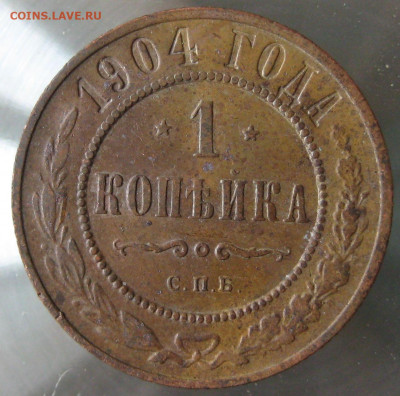 COINS.LAVE.RU
1904 ГОДА
1
КОПѢЙКА
С.П.Б.